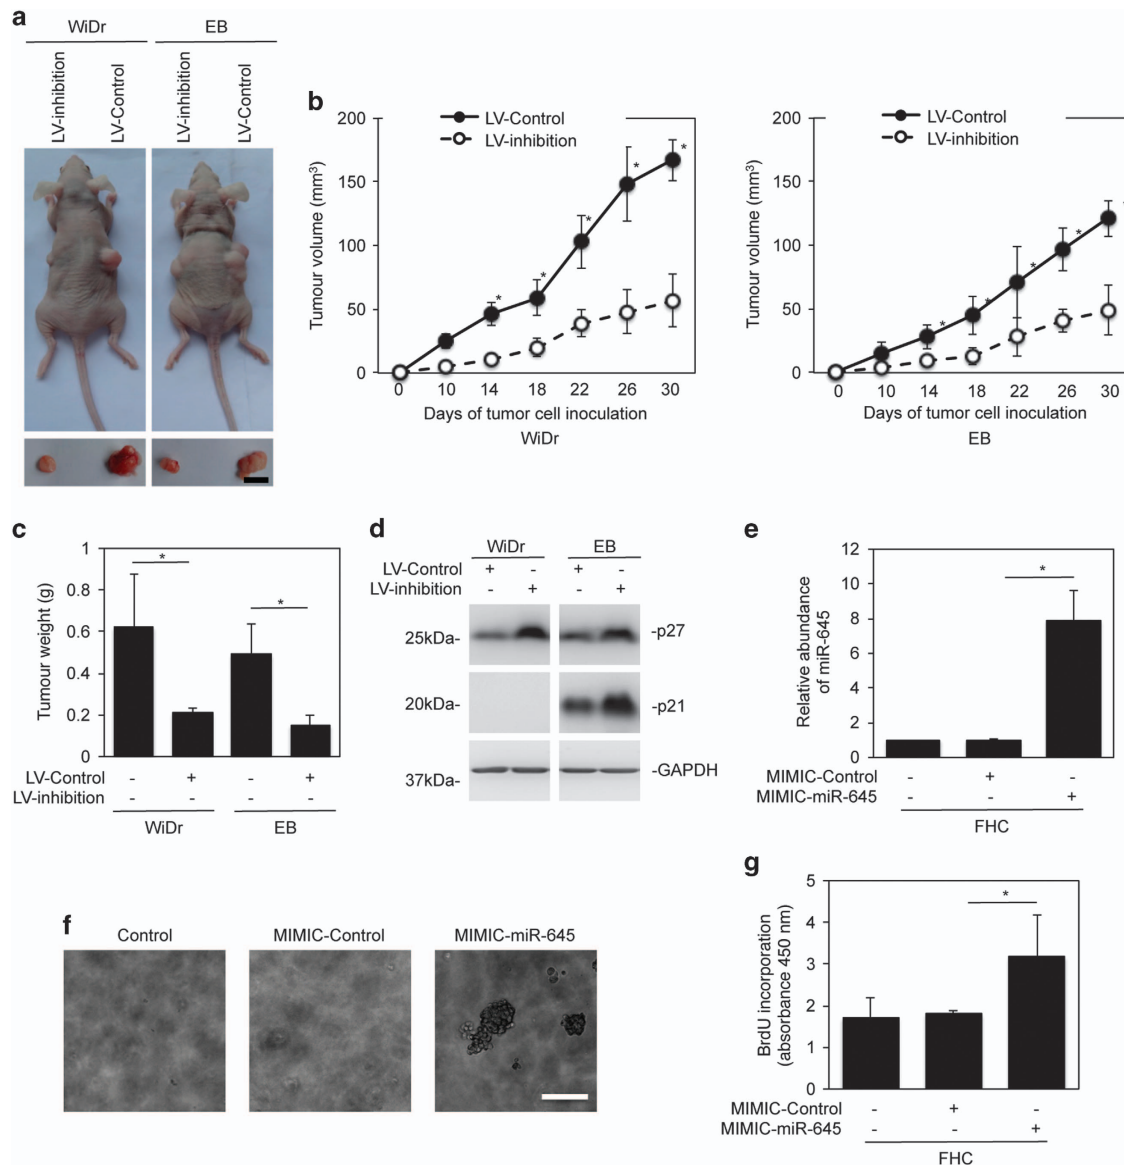 a
WiDr EB
LV-inhibition LV-Control LV-inhibition LV-Control
b
LV-Control
LV-inhibition
Tumour volume (mm³)
200
150
100
50
0
0 10 14 18 22 26 30
* * * * * *
Days of tumor cell inoculation
WiDr
LV-Control
LV-inhibition
Tumour volume (mm³)
200
150
100
50
0
0 10 14 18 22 26 30
* * * * *
Days of tumor cell inoculation
EB
c
Tumour weight (g)
1
0.8
0.6
0.4
0.2
0
* *
LV-Control - + - +
LV-inhibition - - - -
WiDr EB
d
WiDr EB
LV-Control + - + -
LV-inhibition - + - +
25kDa- -p27
20kDa- -p21
37kDa- -GAPDH
e
Relative abundance
of miR-645
12
10
8
6
4
2
0
*
MIMIC-Control - + -
MIMIC-miR-645 - - +
FHC
f
Control MIMIC-Control MIMIC-miR-645
g
BrdU incorporation
(absorbance 450 nm)
5
4
3
2
1
0
*
MIMIC-Control - + -
MIMIC-miR-645 - - +
FHC